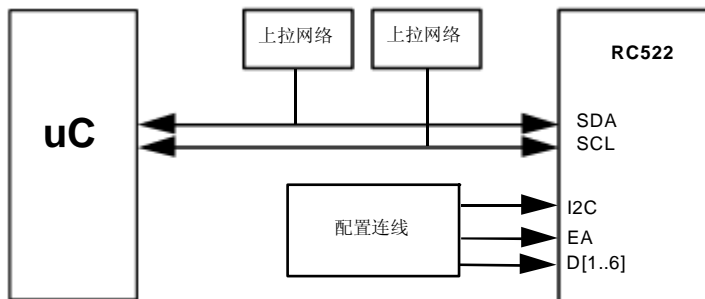 上拉网络
上拉网络
RC522
uC
SDA
SCL
I2C
配置连线
EA
D[1..6]